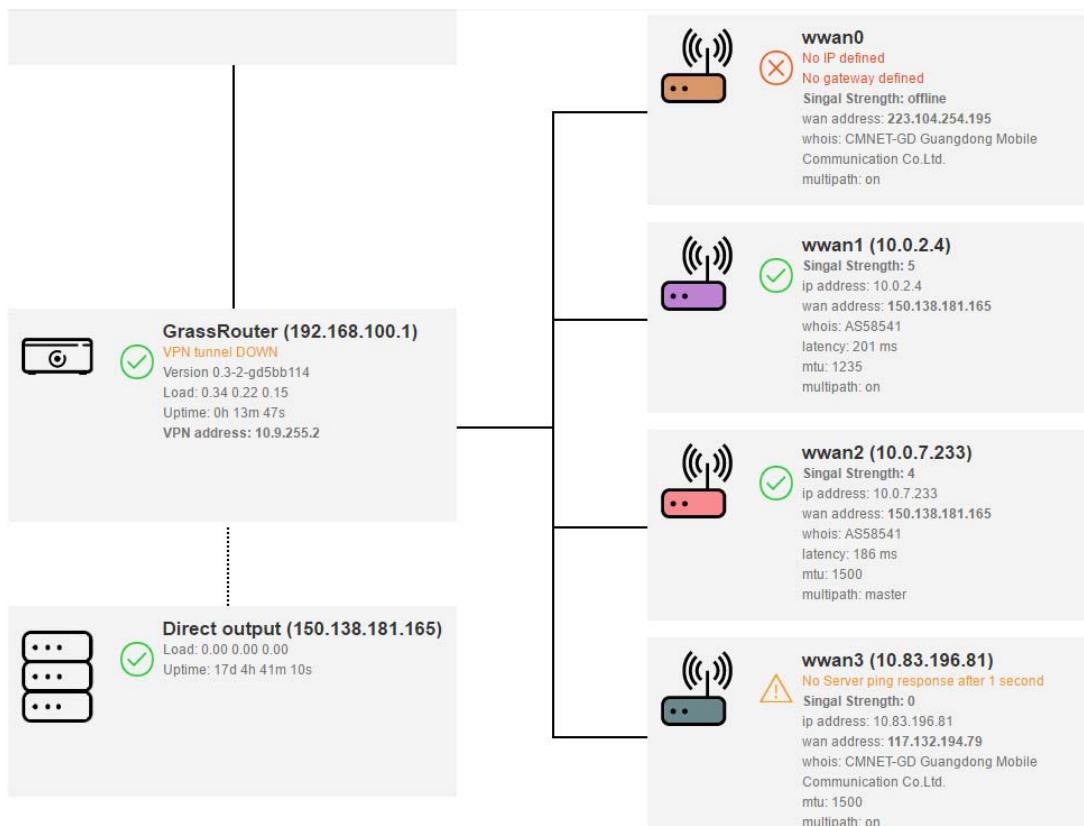 GrassRouter (192.168.100.1)
VPN tunnel DOWN
Version 0.3-2-gd5bb114
Load: 0.34 0.22 0.15
Uptime: 0h 13m 47s
VPN address: 10.9.255.2
Direct output (150.138.181.165)
Load: 0.00 0.00 0.00
Uptime: 17d 4h 41m 10s
wwan0
No IP defined
No gateway defined
Singal Strength: offline
wan address: 223.104.254.195
whois: CMNET-GD Guangdong Mobile
Communication Co.Ltd.
multipath: on
wwan1 (10.0.2.4)
Singal Strength: 5
ip address: 10.0.2.4
wan address: 150.138.181.165
whois: AS58541
latency: 201 ms
mtu: 1235
multipath: on
wwan2 (10.0.7.233)
Singal Strength: 4
ip address: 10.0.7.233
wan address: 150.138.181.165
whois: AS58541
latency: 186 ms
mtu: 1500
multipath: master
wwan3 (10.83.196.81)
No Server ping response after 1 second
Singal Strength: 0
ip address: 10.83.196.81
wan address: 117.132.194.79
whois: CMNET-GD Guangdong Mobile
Communication Co.Ltd.
mtu: 1500
multipath: on